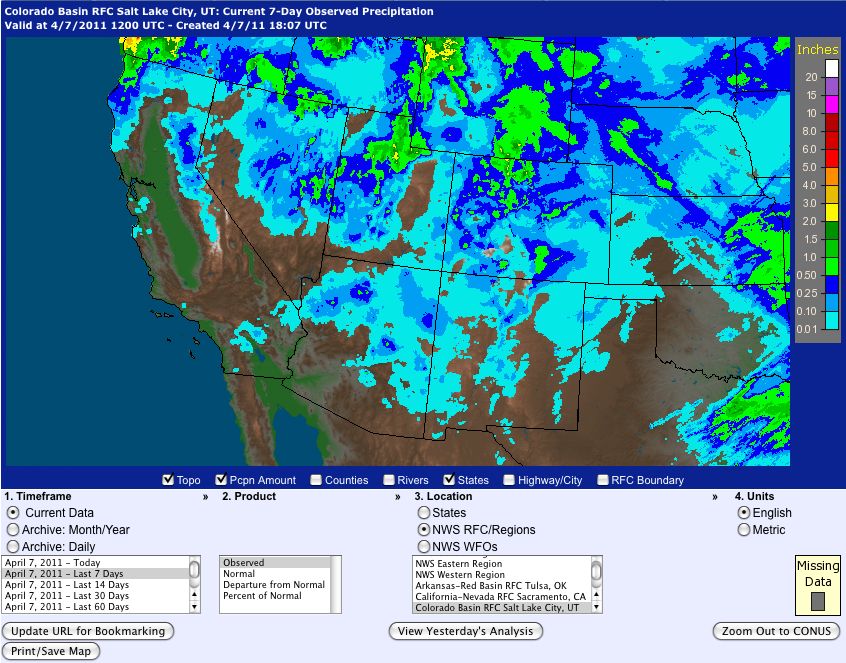 Colorado Basin RFC Salt Lake City, UT: Current 7-Day Observed Precipitation
Valid at 4/7/2011 1200 UTC - Created 4/7/11 18:07 UTC
Inches
20
15
10
8.0
6.0
5.0
4.0
3.0
2.0
1.5
1.0
0.50
0.25
0.10
0.01
Topo Pcpn Amount Counties Rivers States Highway/City RFC Boundary
1. Timeframe » 2. Product » 3. Location » 4. Units
Current Data States English
Archive: Month/Year NWS RFC/Regions Metric
Archive: Daily NWS WFOs
April 7, 2011 - Today
April 7, 2011 - Last 7 Days
April 7, 2011 - Last 14 Days
April 7, 2011 - Last 30 Days
April 7, 2011 - Last 60 Days
Observed
Normal
Departure from Normal
Percent of Normal
NWS Eastern Region
NWS Western Region
Arkansas-Red Basin RFC Tulsa, OK
California-Nevada RFC Sacramento, CA
Colorado Basin RFC Salt Lake City, UT
Missing
Data
Update URL for Bookmarking View Yesterday's Analysis Zoom Out to CONUS
Print/Save Map